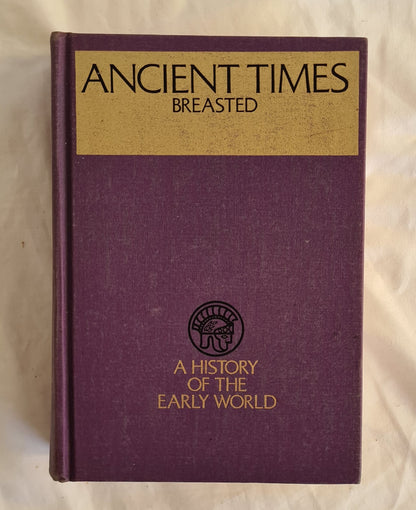 ANCIENT TIMES
BREASTED
A HISTORY
OF THE
EARLY WORLD